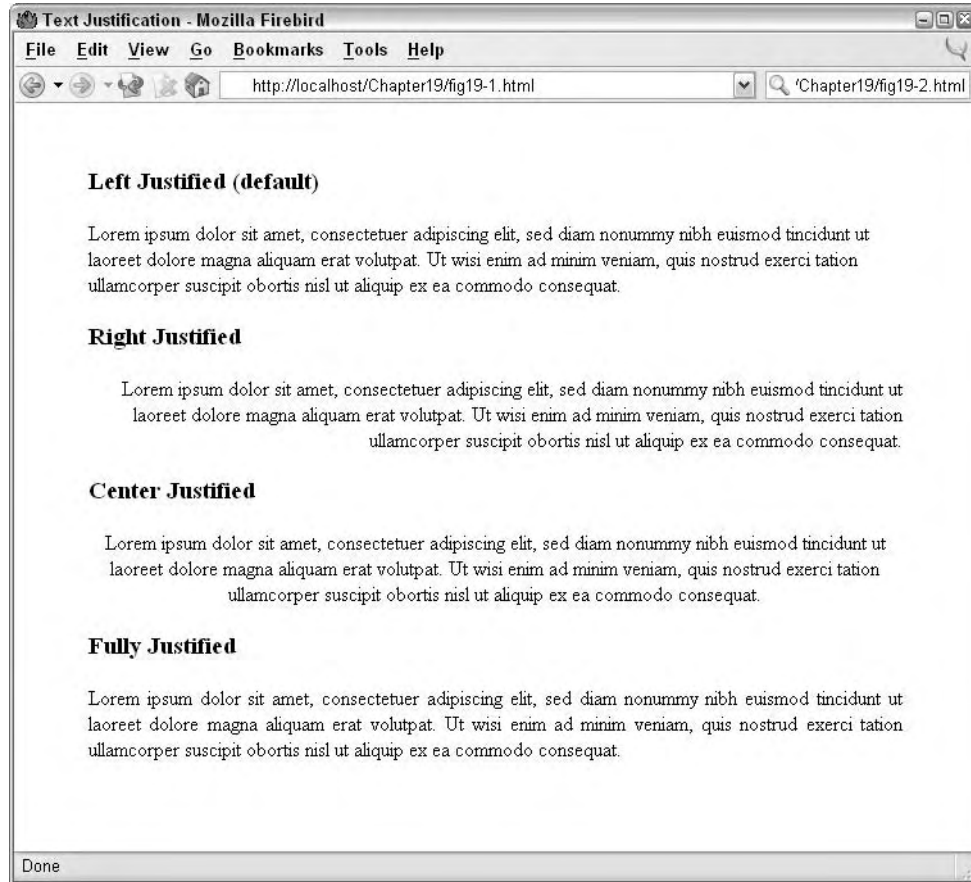 Text Justification - Mozilla Firebird
File Edit View Go Bookmarks Tools Help
http://localhost/Chapter19/fig19-1.html
'Chapter19/fig19-2.html
Left Justified (default)
Lorem ipsum dolor sit amet, consectetuer adipiscing elit, sed diam nonummy nibh euismod tincidunt ut
laoreet dolore magna aliquam erat volutpat. Ut wisi enim ad minim veniam, quis nostrud exerci tation
ullamcorper suscipit obortis nisl ut aliquip ex ea commodo consequat.
Right Justified
Lorem ipsum dolor sit amet, consectetuer adipiscing elit, sed diam nonummy nibh euismod tincidunt ut
laoreet dolore magna aliquam erat volutpat. Ut wisi enim ad minim veniam, quis nostrud exerci tation
ullamcorper suscipit obortis nisl ut aliquip ex ea commodo consequat.
Center Justified
Lorem ipsum dolor sit amet, consectetuer adipiscing elit, sed diam nonummy nibh euismod tincidunt ut
laoreet dolore magna aliquam erat volutpat. Ut wisi enim ad minim veniam, quis nostrud exerci tation
ullamcorper suscipit obortis nisl ut aliquip ex ea commodo consequat.
Fully Justified
Lorem ipsum dolor sit amet, consectetuer adipiscing elit, sed diam nonummy nibh euismod tincidunt ut
laoreet dolore magna aliquam erat volutpat. Ut wisi enim ad minim veniam, quis nostrud exerci tation
ullamcorper suscipit obortis nisl ut aliquip ex ea commodo consequat.
Done